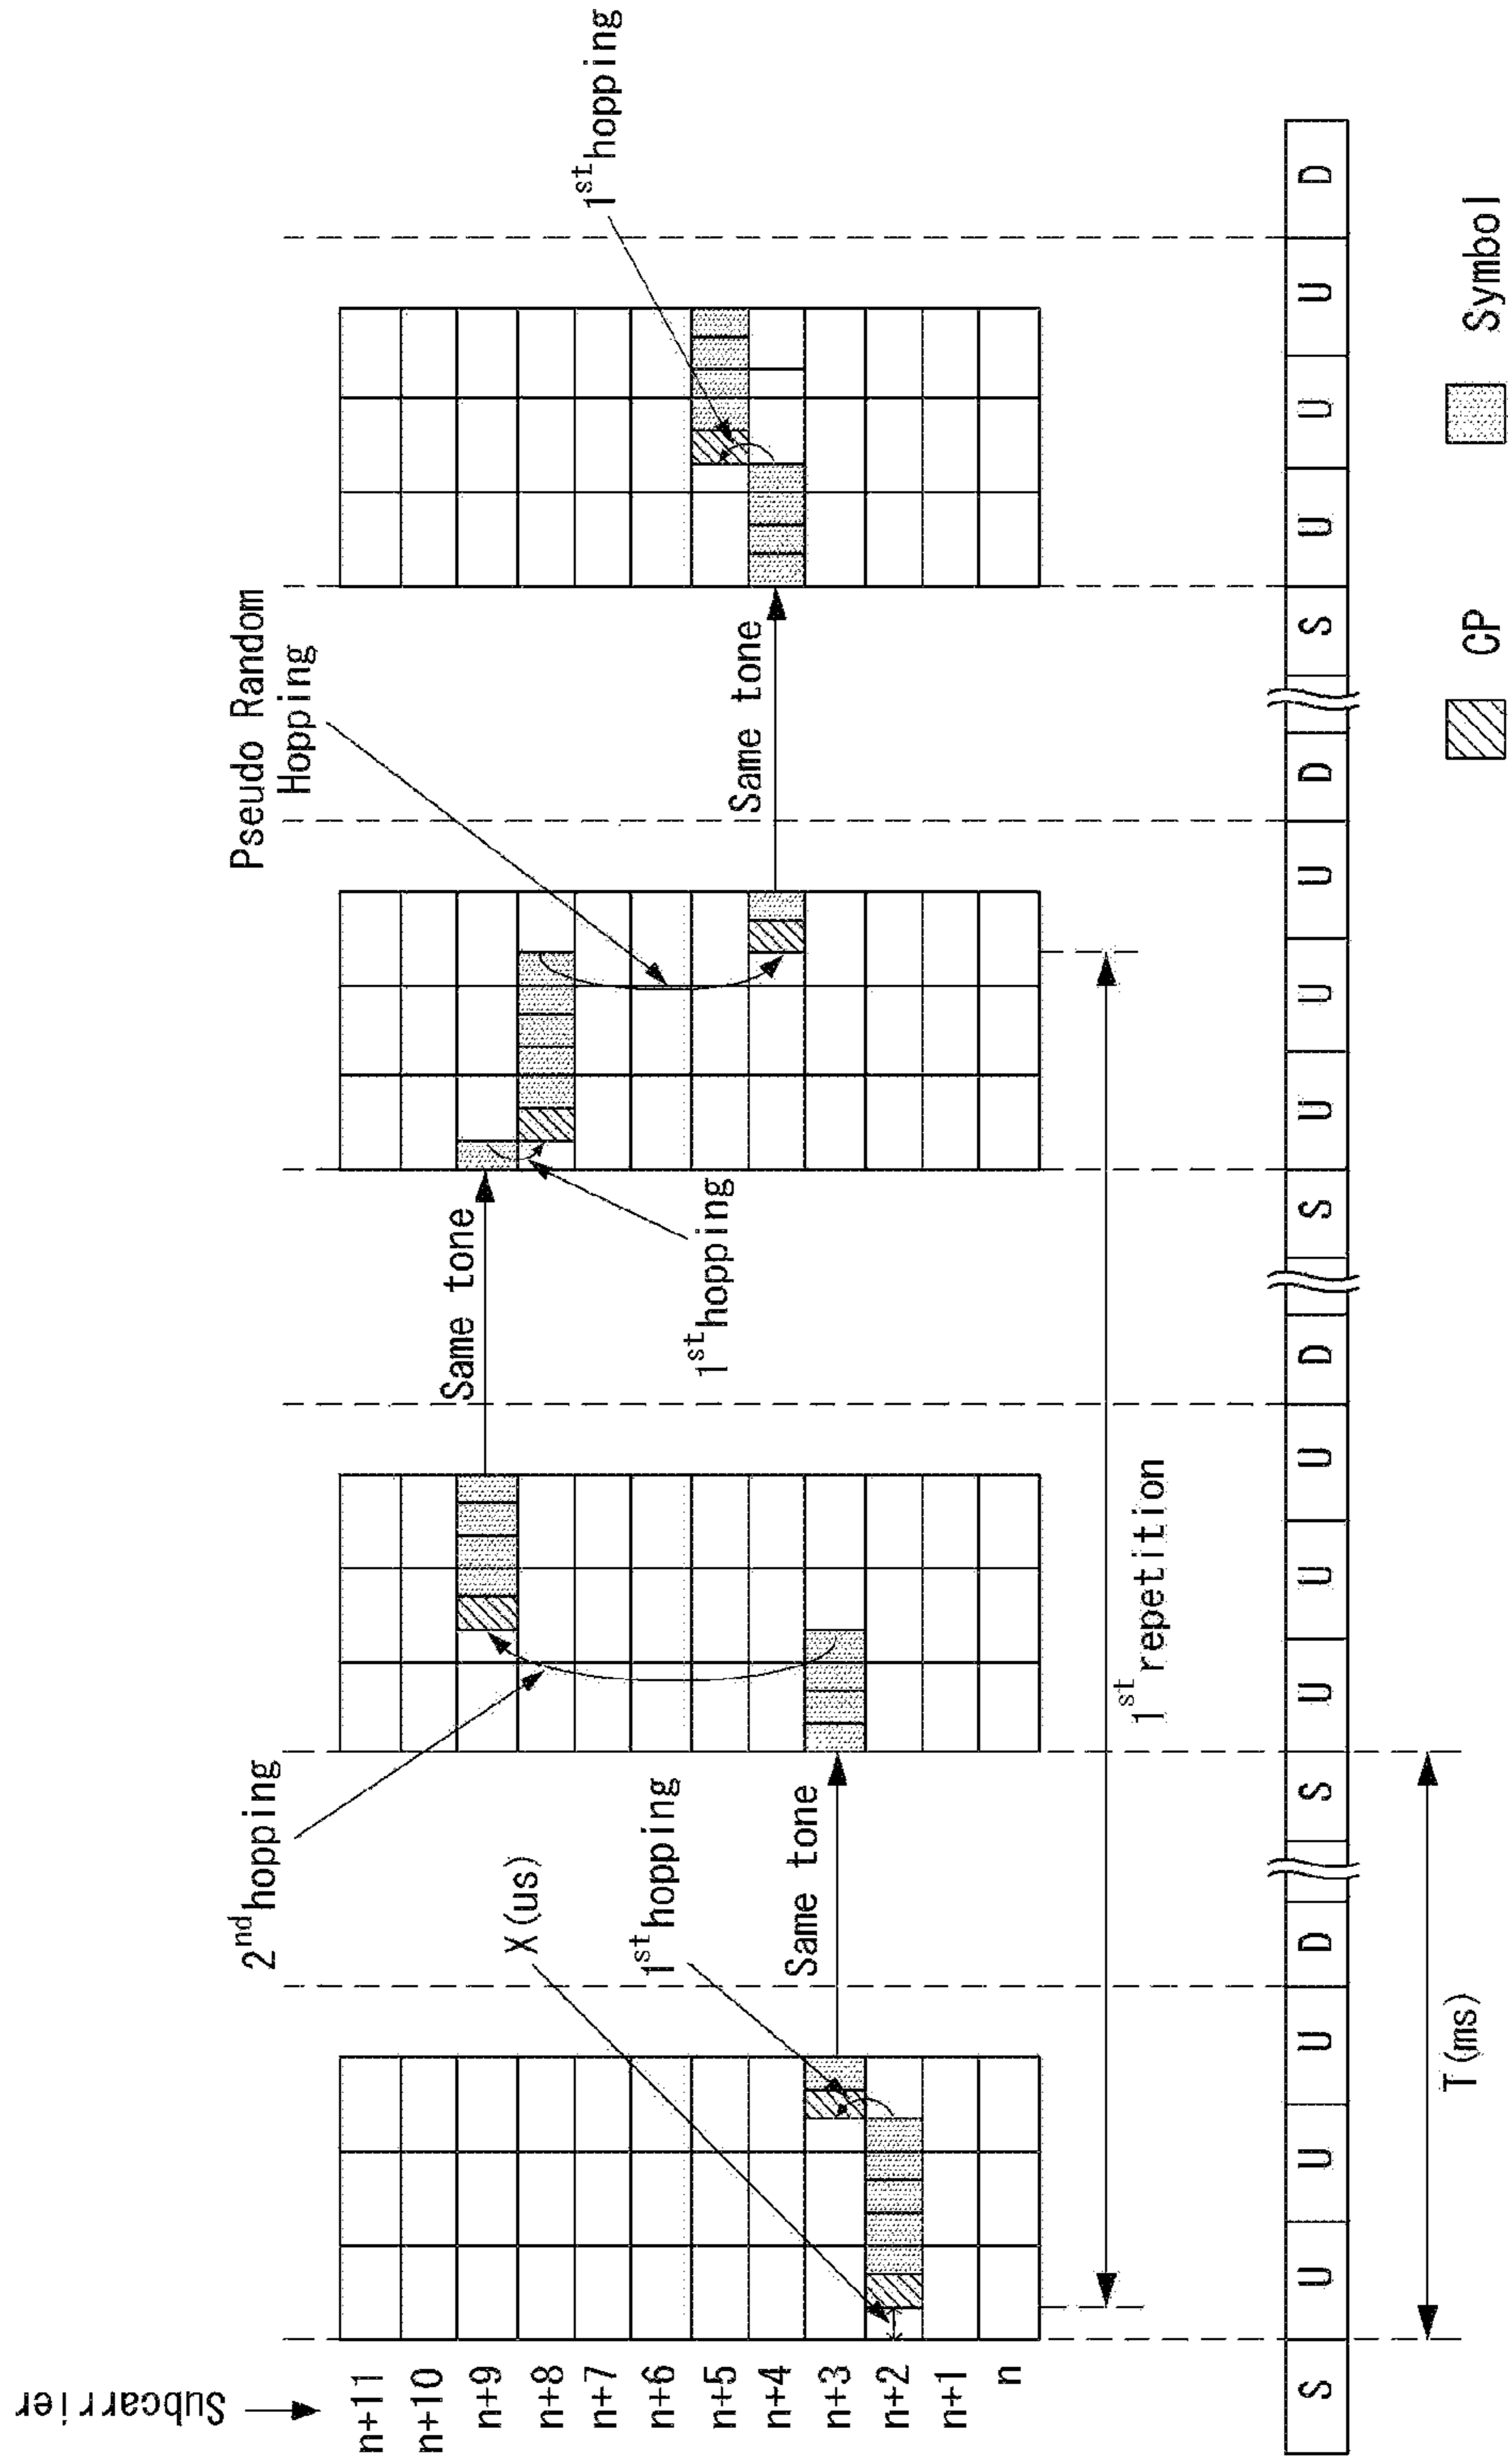 Subcarrier
n+11
n+10
n+9
n+8
n+7
n+6
n+5
n+4
n+3
n+2
n+1
n
2nd hopping
X(us)
1st hopping
Same tone
Same tone
1st hopping
Pseudo Random
Hopping
Same tone
1st hopping
1st repetition
S U U U D S U U U D S U U U D S U U U D
T(ms)
CP
Symbol